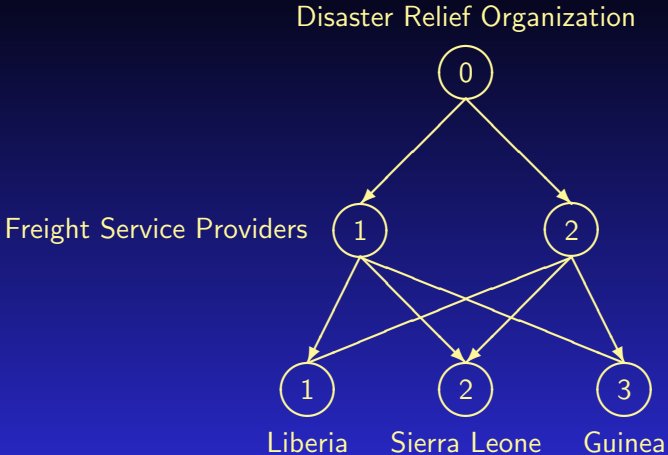 Disaster Relief Organization
0
Freight Service Providers
1
2
1
2
3
Liberia
Sierra Leone
Guinea